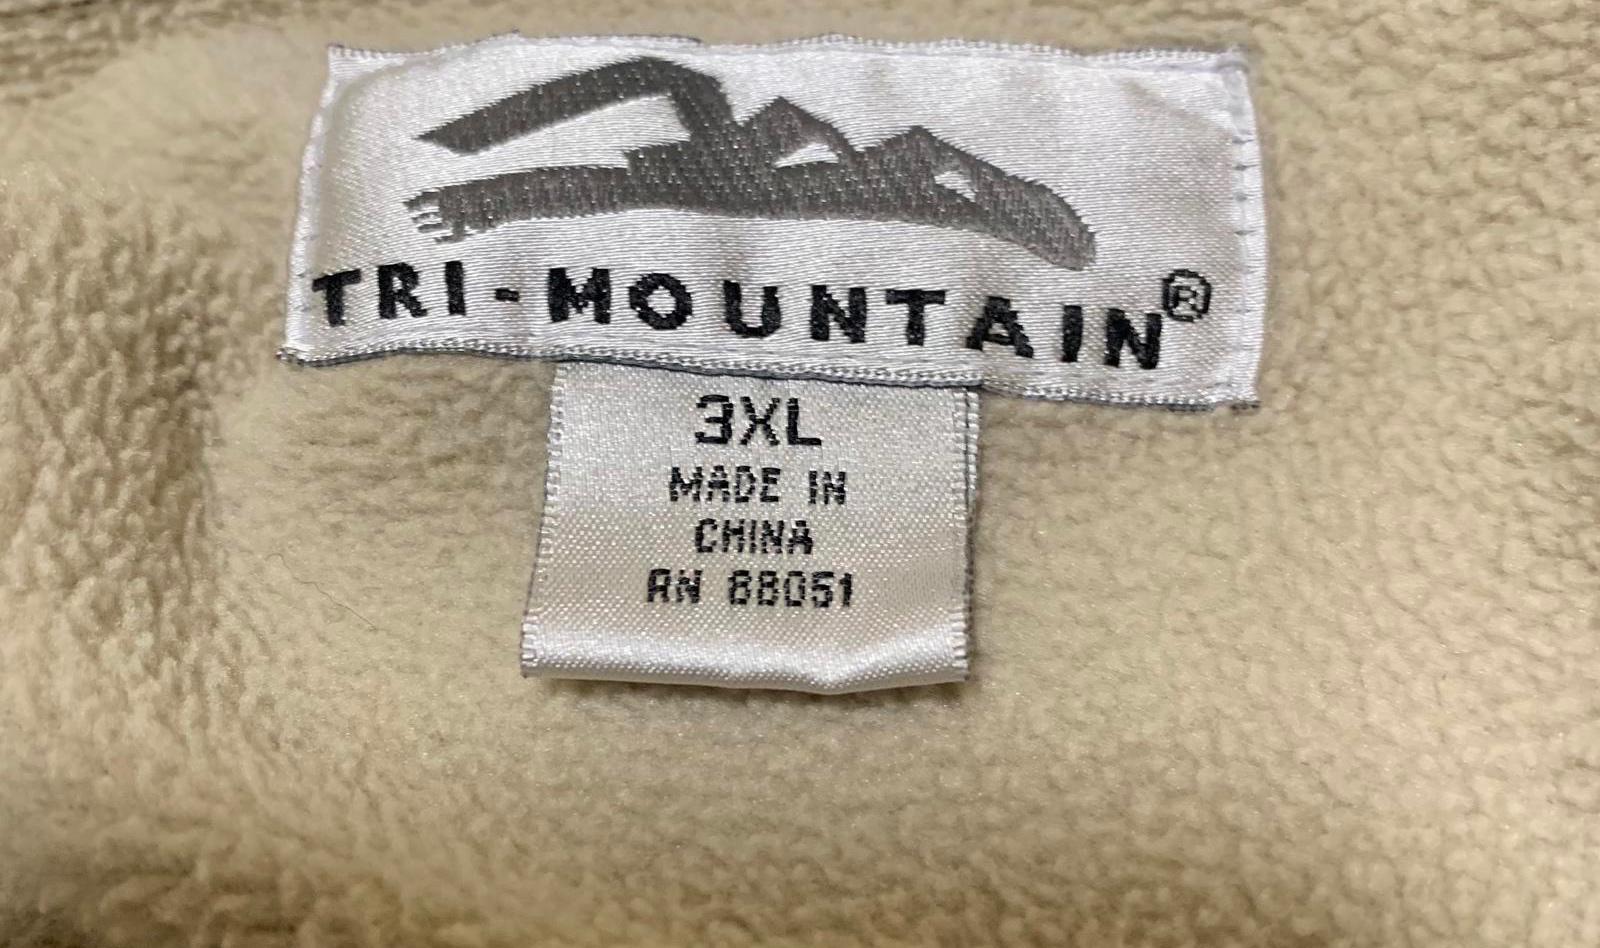 TRI-MOUNTAIN®
3XL
MADE IN
CHINA
RN 88051